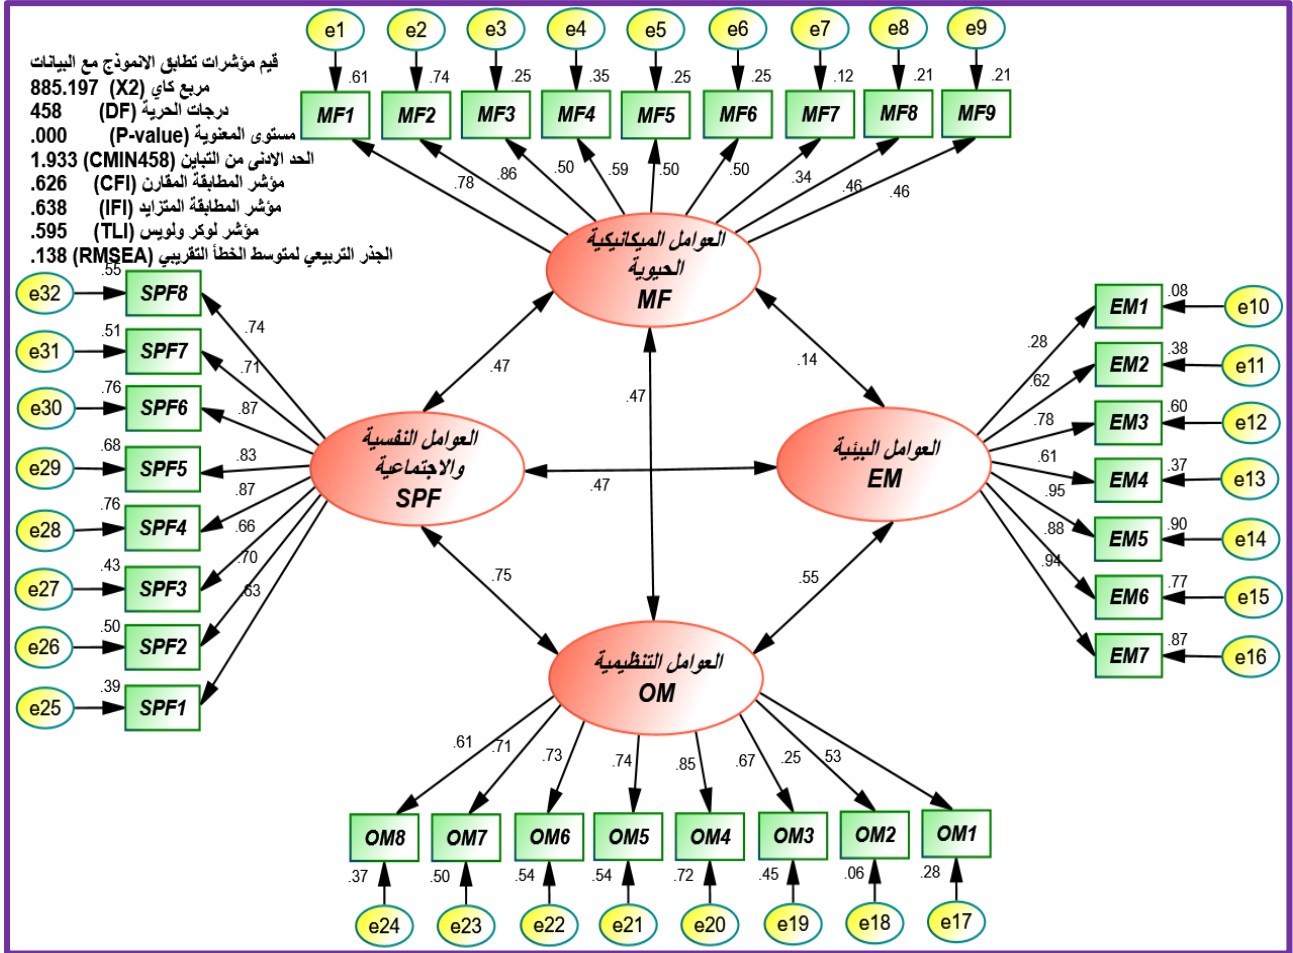 e1 e2 e3 e4 e5 e6 e7 e8 e9
.61 .74 .25 .35 .25 .25 .12 .21 .21
MF1 MF2 MF3 MF4 MF5 MF6 MF7 MF8 MF9
.78 .86 .50 .59 .50 .50 .34 .46 .46
قيم مؤشرات تطابق الانموذج مع البيانات
مربع كاي (X2) 885.197
درجات الحرية (DF) 458
مستوى المعنوية (P-value) .000
الحد الادنى من التباين (CMIN458) 1.933
مؤشر المطابقة المقارن (CFI) .626
مؤشر المطابقة المتزايد (IFI) .638
مؤشر لوكر ولويس (TLI) .595
الجذر التربيعي لمتوسط الخطأ التقريبي (RMSEA) .138
العوامل الميكانيكية
الحيوية
MF
e32 .55 SPF8 .74
e31 .51 SPF7 .71
e30 .76 SPF6 .87
e29 .68 SPF5 .83
e28 .76 SPF4 .87
e27 .43 SPF3 .66
e26 .50 SPF2 .70
e25 .39 SPF1 .63
العوامل النفسية
والاجتماعية
SPF
.47
.47
.14
.47
.75
.55
العوامل البيئية
EM
.28 EM1 .08 e10
.62 EM2 .38 e11
.78 EM3 .60 e12
.61 EM4 .37 e13
.95 EM5 .90 e14
.88 EM6 .77 e15
.94 EM7 .87 e16
العوامل التنظيمية
OM
.61 .71 .73 .74 .85 .67 .25 .53
OM8 OM7 OM6 OM5 OM4 OM3 OM2 OM1
.37 .50 .54 .54 .72 .45 .06 .28
e24 e23 e22 e21 e20 e19 e18 e17